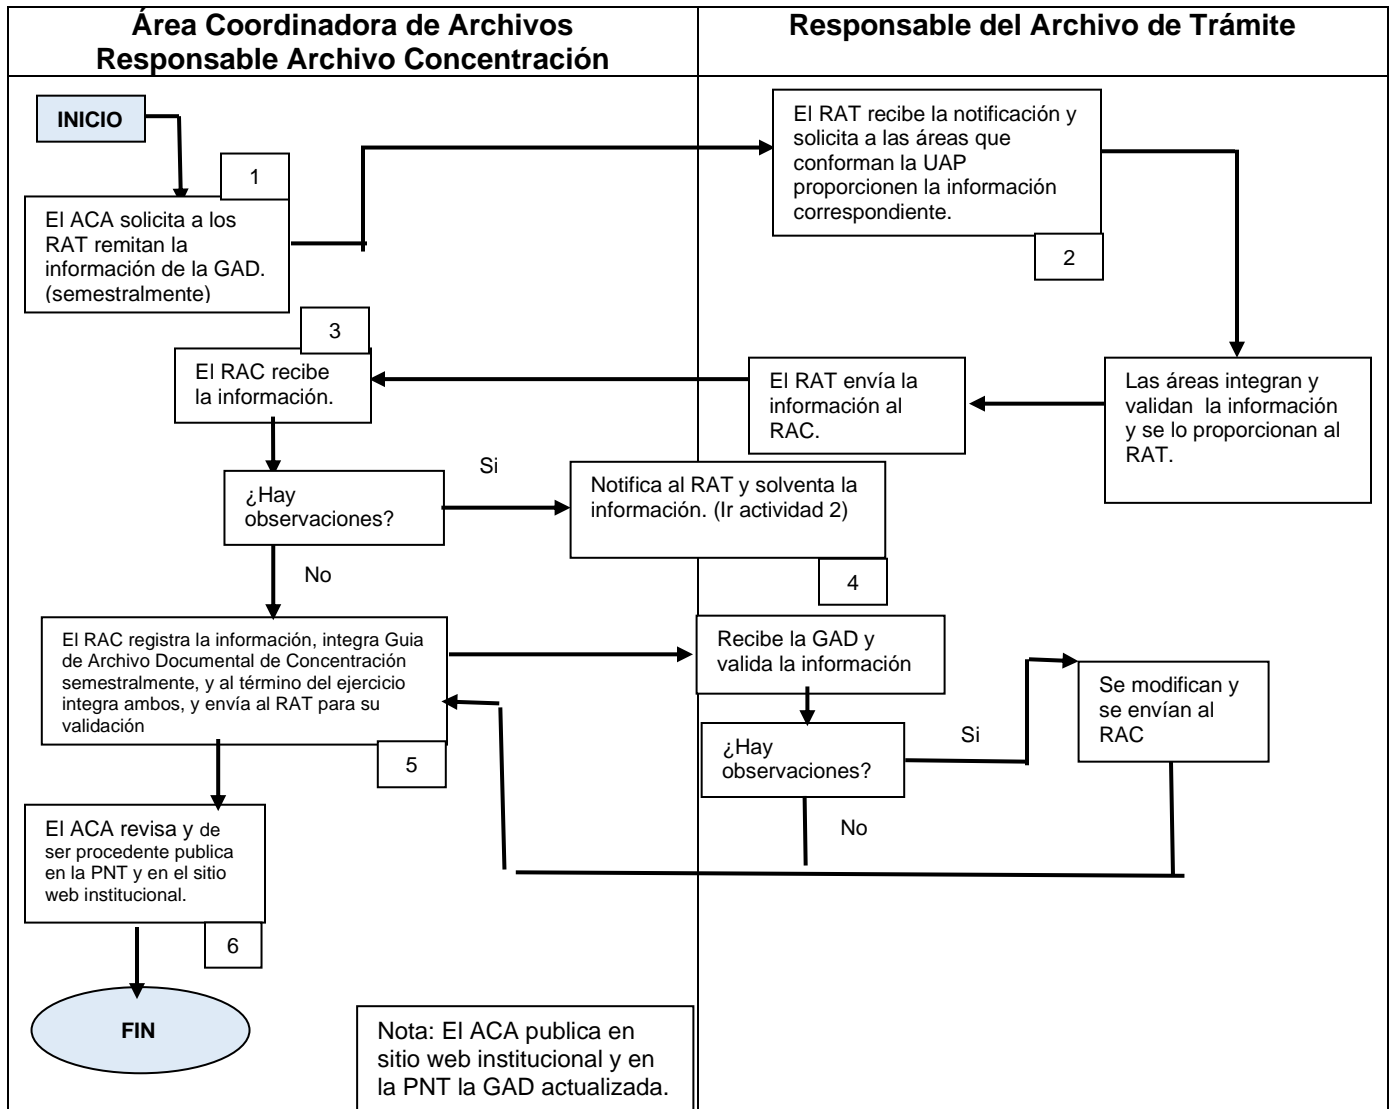 Área Coordinadora de Archivos
Responsable Archivo Concentración
Responsable del Archivo de Trámite
INICIO
1
El ACA solicita a los
RAT remitan la
información de la GAD.
(semestralmente)
El RAT recibe la notificación y
solicita a las áreas que
conforman la UAP
proporcionen la información
correspondiente.
2
3
El RAC recibe
la información.
El RAT envía la
información al
RAC.
Las áreas integran y
validan  la información
y se lo proporcionan al
RAT.
¿Hay
observaciones?
Si
Notifica al RAT y solventa la
información. (Ir actividad 2)
No
4
El RAC registra la información, integra Guia
de Archivo Documental de Concentración
semestralmente, y al término del ejercicio
integra ambos, y envía al RAT para su
validación
5
Recibe la GAD y
valida la información
¿Hay
observaciones?
Si
Se modifican y
se envían al
RAC
No
El ACA revisa y de
ser procedente publica
en la PNT y en el sitio
web institucional.
6
FIN
Nota: El ACA publica en
sitio web institucional y en
la PNT la GAD actualizada.